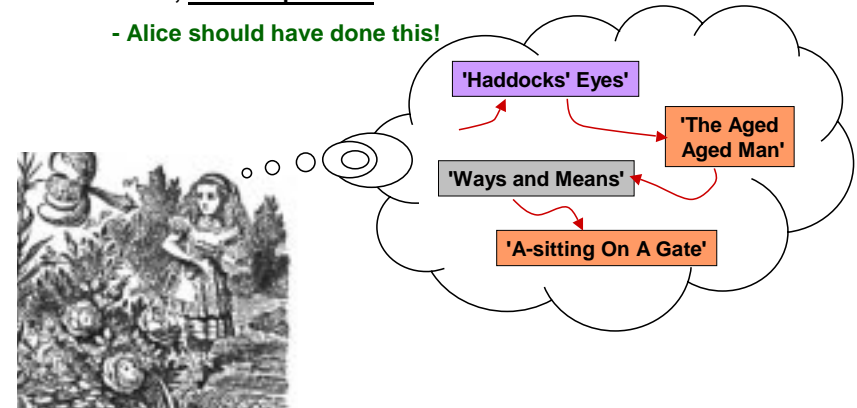 - Alice should have done this!
'Haddocks' Eyes'
'The Aged
Aged Man'
'Ways and Means'
'A-sitting On A Gate'